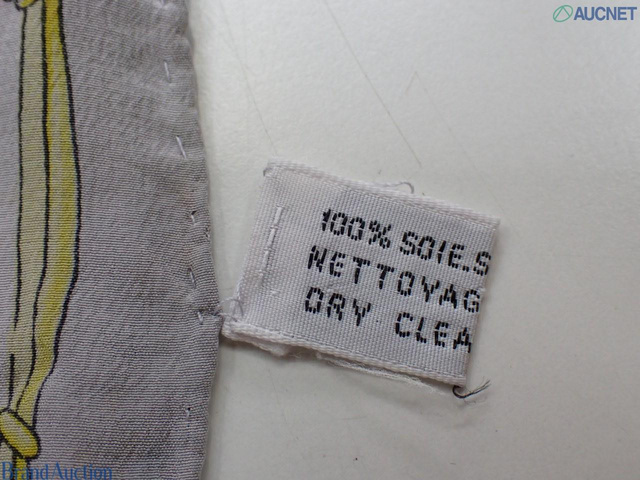 AUCNET
100% SOIE.S
NETTOYAG
DRY CLEA
Brand Auction